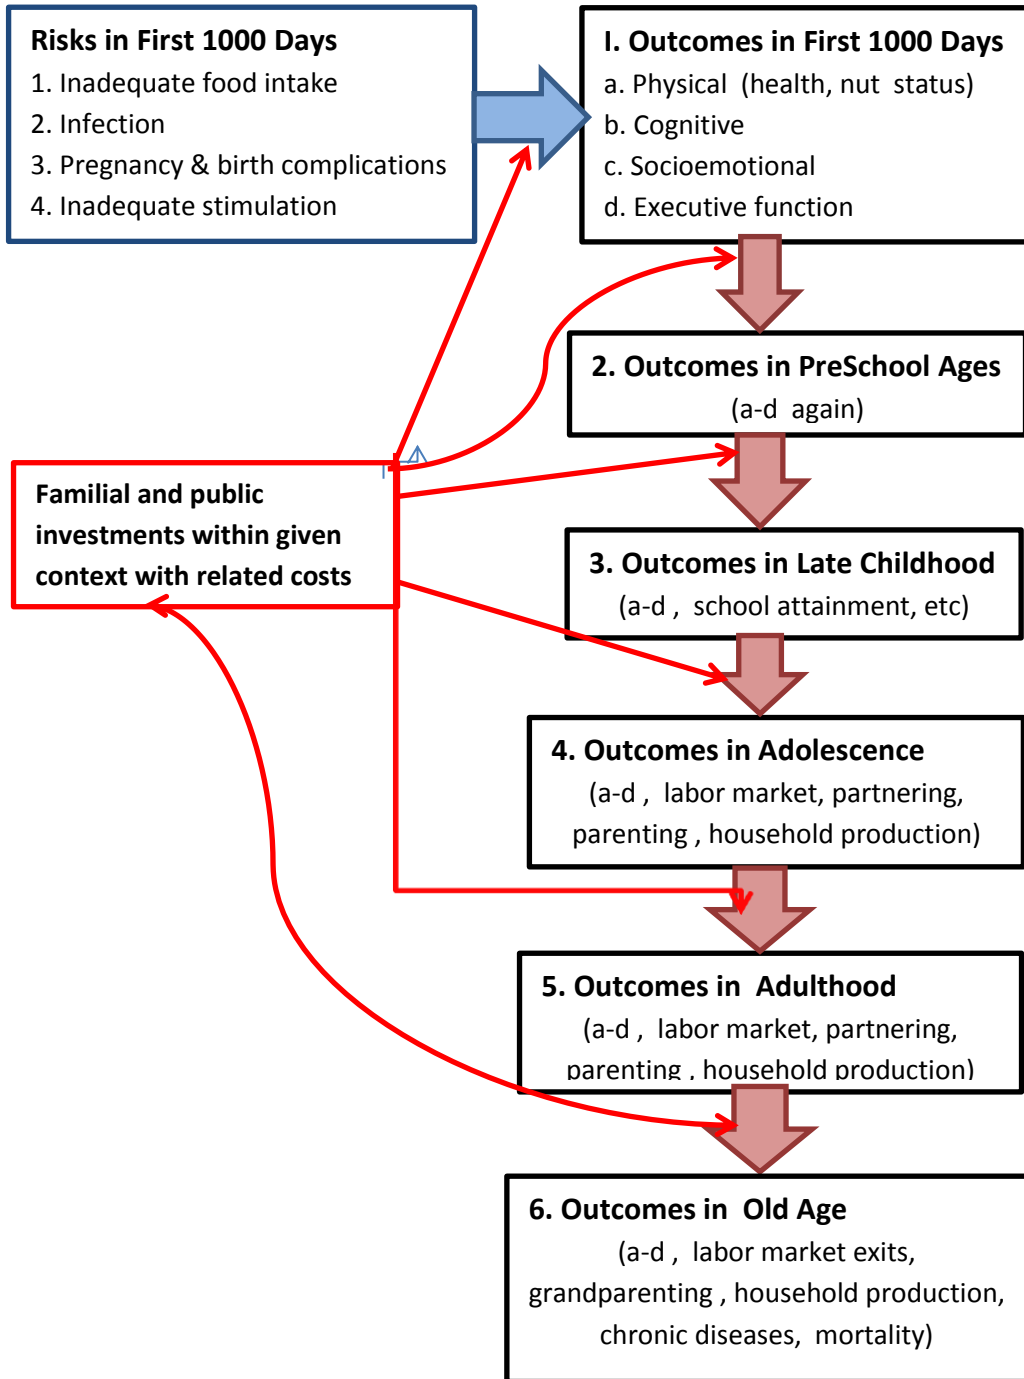 Risks in First 1000 Days
1. Inadequate food intake
2. Infection
3. Pregnancy & birth complications
4. Inadequate stimulation
I. Outcomes in First 1000 Days
a. Physical (health, nut status)
b. Cognitive
c. Socioemotional
d. Executive function
2. Outcomes in PreSchool Ages
(a-d again)
Familial and public
investments within given
context with related costs
3. Outcomes in Late Childhood
(a-d , school attainment, etc)
4. Outcomes in Adolescence
(a-d , labor market, partnering,
parenting , household production)
5. Outcomes in Adulthood
(a-d , labor market, partnering,
parenting , household production)
6. Outcomes in Old Age
(a-d , labor market exits,
grandparenting , household production,
chronic diseases, mortality)